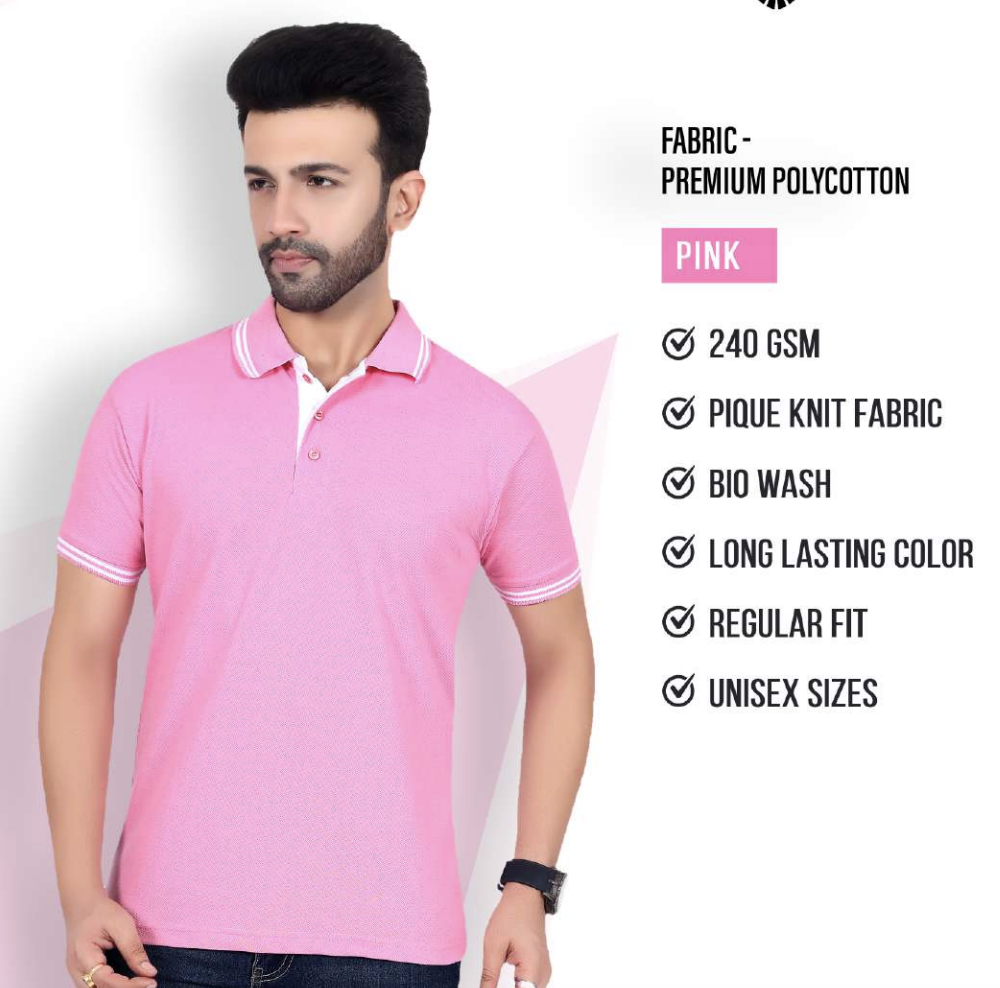 FABRIC -
PREMIUM POLYCOTTON
PINK
240 GSM
PIQUE KNIT FABRIC
BIO WASH
LONG LASTING COLOR
REGULAR FIT
UNISEX SIZES